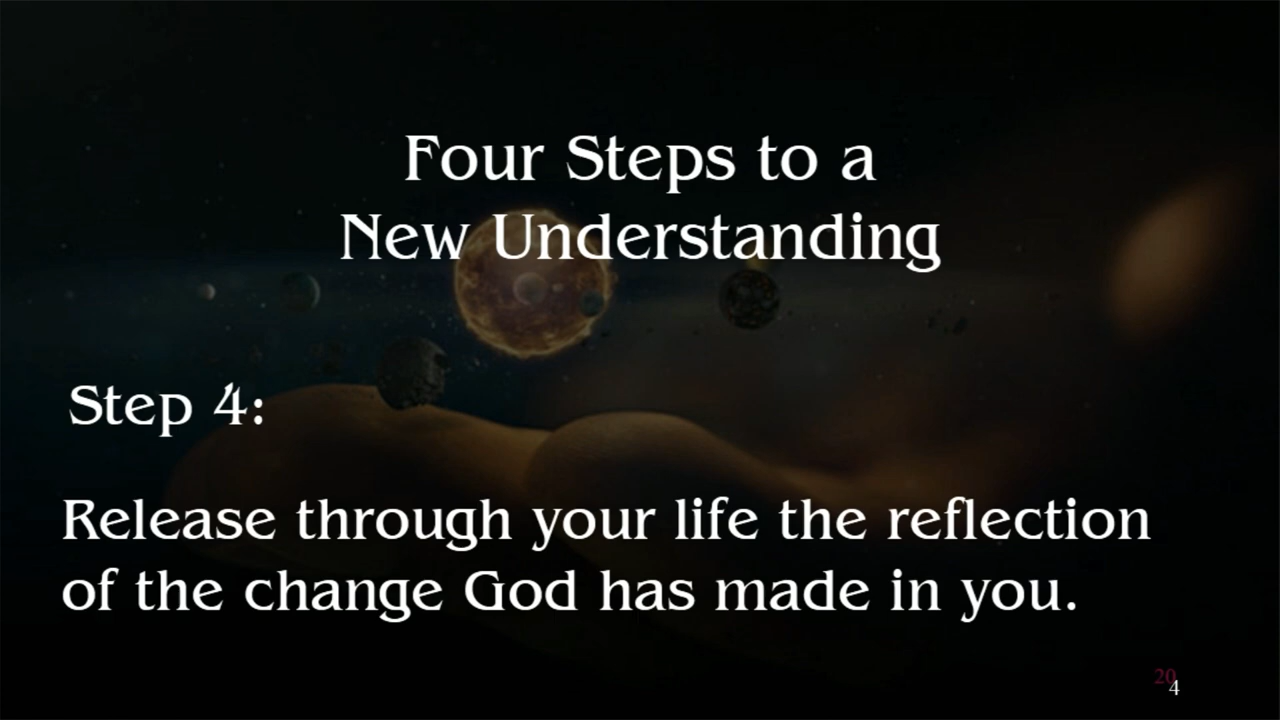 Four Steps to a
New Understanding
Step 4:
Release through your life the reflection
of the change God has made in you.
20
4